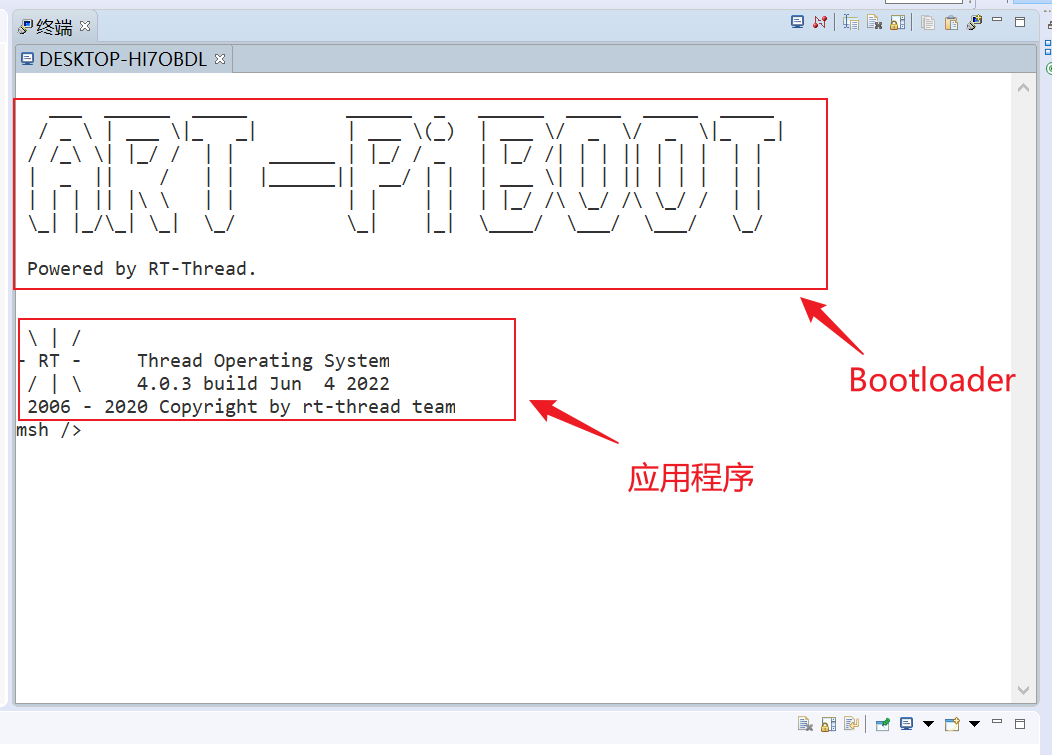 终端
DESKTOP-HI7OBDL
ART-Pi BOOT
Powered by RT-Thread.
Bootloader
\ | /
- RT -     Thread Operating System
/ | \     4.0.3 build Jun  4 2022
2006 - 2020 Copyright by rt-thread team
msh />
应用程序